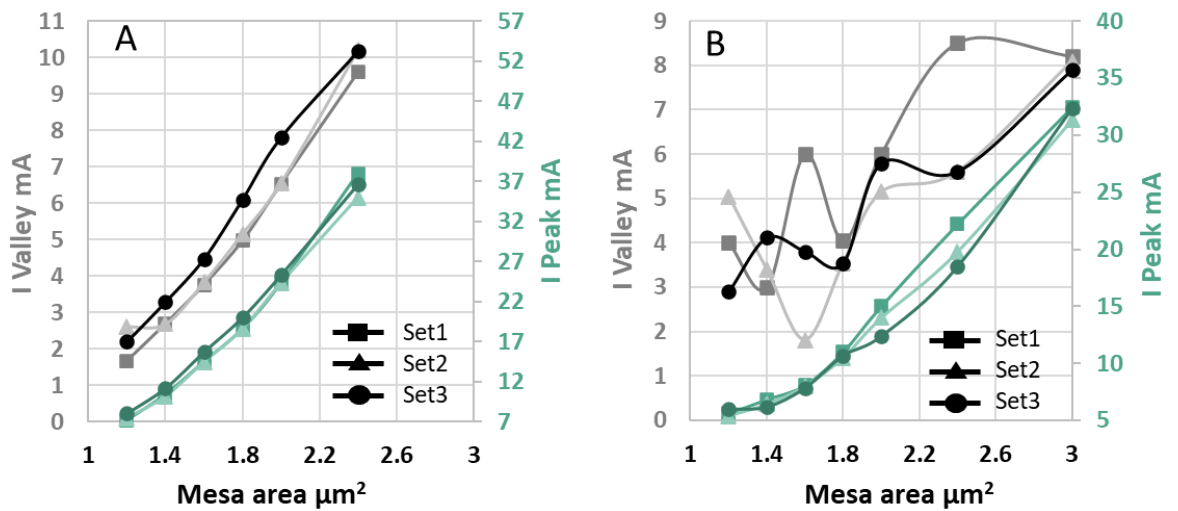 A
I Valley mA
11
10
9
8
7
6
5
4
3
2
1
0
57
52
47
42
37
32
27
22
17
12
7
I Peak mA
Set1
Set2
Set3
1 1.4 1.8 2.2 2.6 3
Mesa area µm²
B
I Valley mA
9
8
7
6
5
4
3
2
1
0
40
35
30
25
20
15
10
5
I Peak mA
Set1
Set2
Set3
1 1.4 1.8 2.2 2.6 3
Mesa area µm²